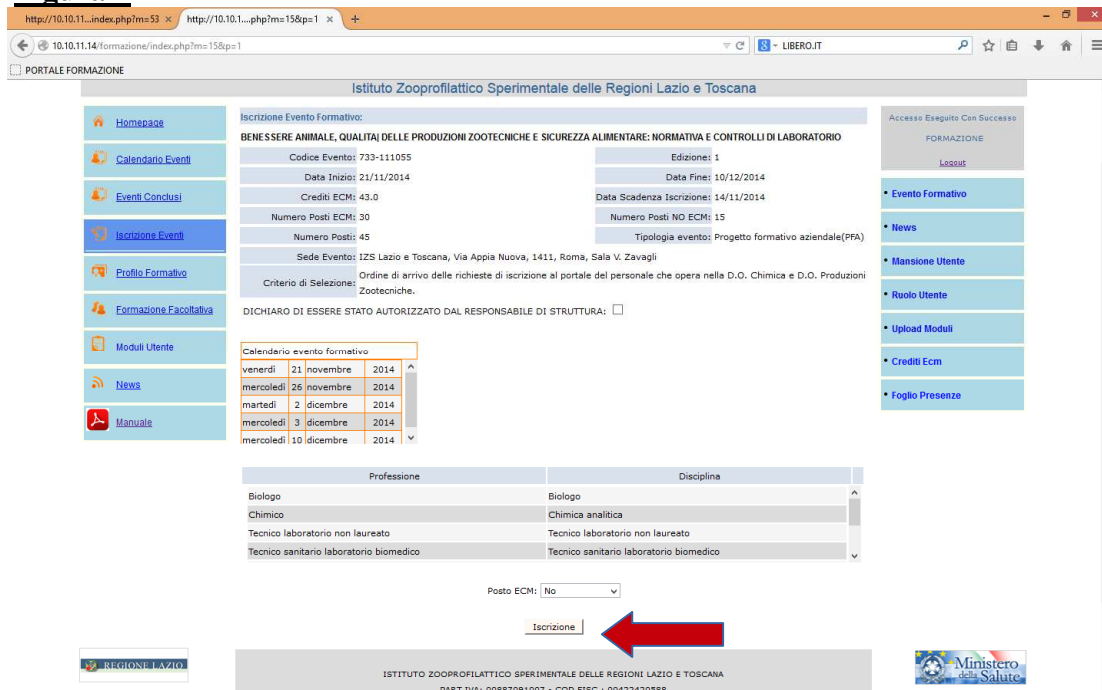 http://10.10.11...index.php?m=53 × http://10.10.1....php?m=15&p=1 × +
10.10.11.14/formazione/index.php?m=15&p=1 LIBERO.IT
PORTALE FORMAZIONE
Istituto Zooprofilattico Sperimentale delle Regioni Lazio e Toscana
Homepage
Calendario Eventi
Eventi Conclusi
Iscrizione Eventi
Profilo Formativo
Formazione Facoltativa
Moduli Utente
News
Manuale
Iscrizione Evento Formativo:
BENESSERE ANIMALE, QUALITA| DELLE PRODUZIONI ZOOTECNICHE E SICUREZZA ALIMENTARE: NORMATIVA E CONTROLLI DI LABORATORIO
Codice Evento: 733-111055 Edizione: 1
Data Inizio: 21/11/2014 Data Fine: 10/12/2014
Crediti ECM: 43.0 Data Scadenza Iscrizione: 14/11/2014
Numero Posti ECM: 30 Numero Posti NO ECM: 15
Numero Posti: 45 Tipologia evento: Progetto formativo aziendale(PFA)
Sede Evento: IZS Lazio e Toscana, Via Appia Nuova, 1411, Roma, Sala V. Zavagli
Criterio di Selezione: Ordine di arrivo delle richieste di iscrizione al portale del personale che opera nella D.O. Chimica e D.O. Produzioni
Zootecniche.
DICHIARO DI ESSERE STATO AUTORIZZATO DAL RESPONSABILE DI STRUTTURA:
Calendario evento formativo
venerdì 21 novembre 2014
mercoledì 26 novembre 2014
martedì 2 dicembre 2014
mercoledì 3 dicembre 2014
mercoledì 10 dicembre 2014
Professione Disciplina
Biologo Biologo
Chimico Chimica analitica
Tecnico laboratorio non laureato Tecnico laboratorio non laureato
Tecnico sanitario laboratorio biomedico Tecnico sanitario laboratorio biomedico
Posto ECM: No
Iscrizione
Accesso Eseguito Con Successo
FORMAZIONE
Logout
• Evento Formativo
• News
• Mansione Utente
• Ruolo Utente
• Upload Moduli
• Crediti Ecm
• Foglio Presenze
REGIONE LAZIO
ISTITUTO ZOOPROFILATTICO SPERIMENTALE DELLE REGIONI LAZIO E TOSCANA
PART.IVA: 00887091007 • COD.FISC.: 00422420588
Ministero
della Salute